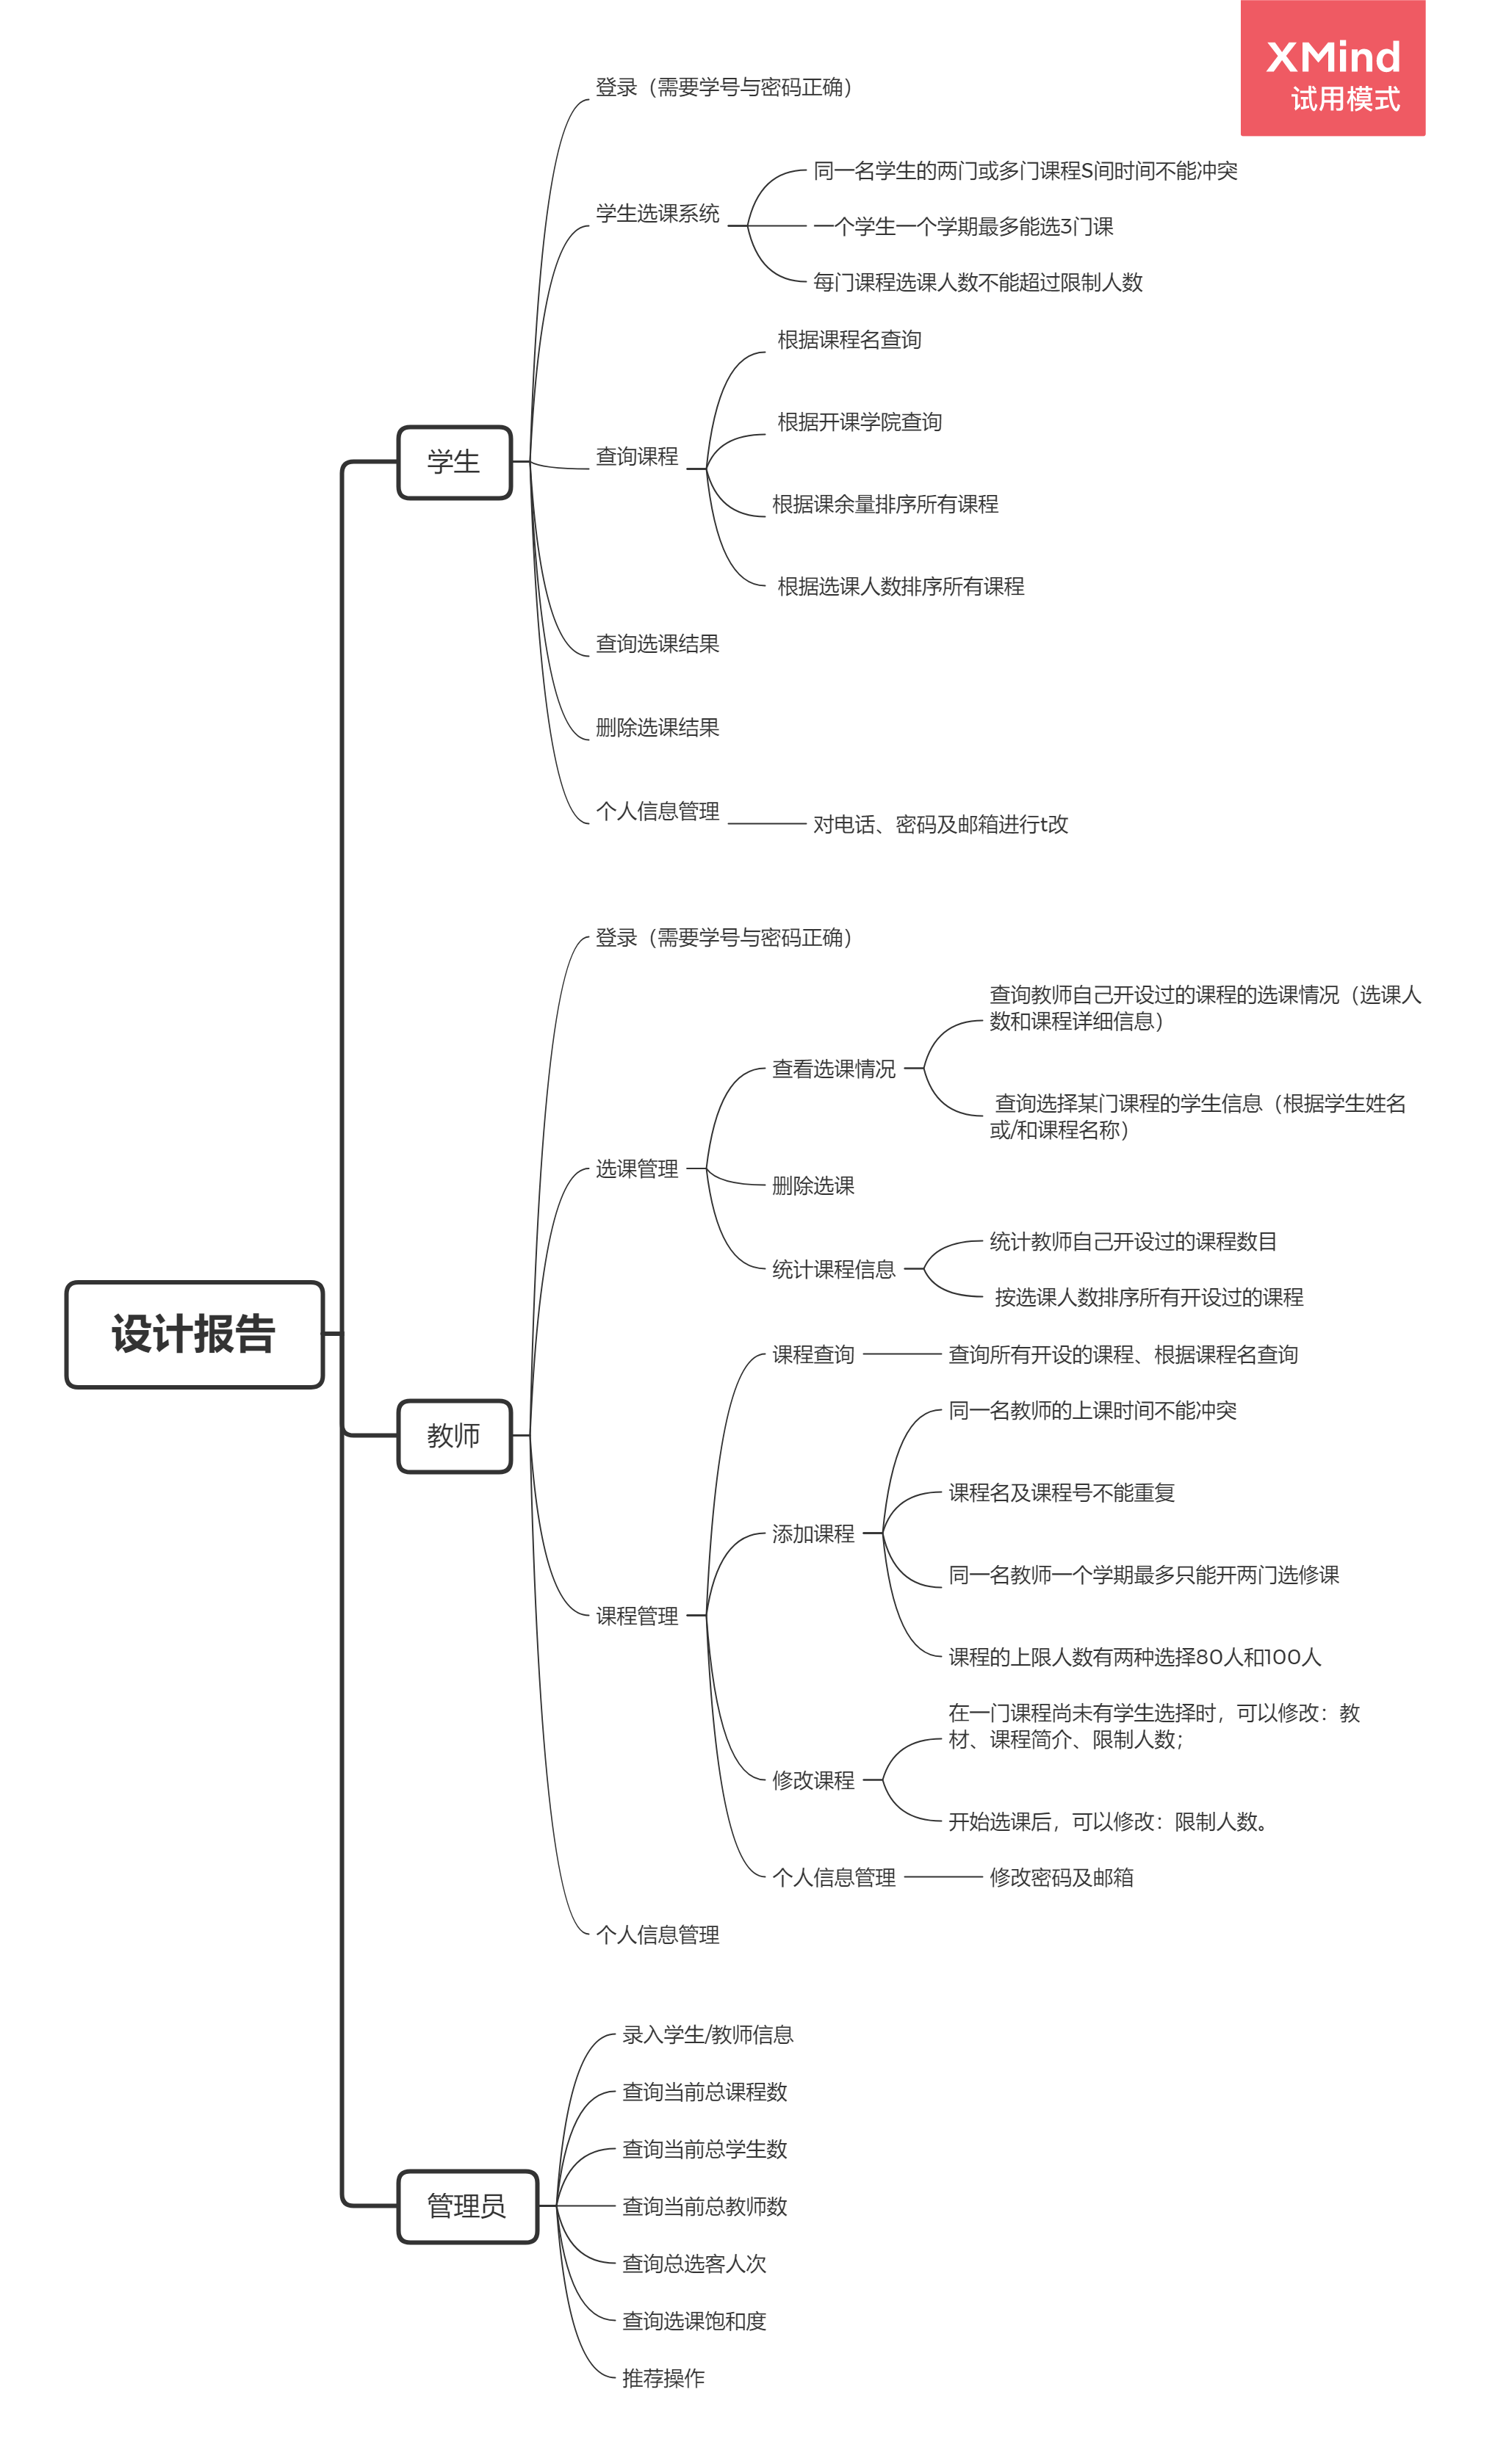 XMind
试用模式
登录（需要学号与密码正确）
同一名学生的两门或多门课程S间时间不能冲突
学生选课系统
一个学生一个学期最多能选3门课
每门课程选课人数不能超过限制人数
根据课程名查询
根据开课学院查询
学生
查询课程
根据课余量排序所有课程
根据选课人数排序所有课程
查询选课结果
删除选课结果
个人信息管理
对电话、密码及邮箱进行t改
登录（需要学号与密码正确）
查询教师自己开设过的课程的选课情况（选课人
数和课程详细信息）
查看选课情况
查询选择某门课程的学生信息（根据学生姓名
或/和课程名称）
选课管理
删除选课
统计教师自己开设过的课程数目
统计课程信息
按选课人数排序所有开设过的课程
设计报告
课程查询
查询所有开设的课程、根据课程名查询
同一名教师的上课时间不能冲突
教师
课程名及课程号不能重复
添加课程
同一名教师一个学期最多只能开两门选修课
课程管理
课程的上限人数有两种选择80人和100人
在一门课程尚未有学生选择时，可以修改：教
材、课程简介、限制人数；
修改课程
开始选课后，可以修改：限制人数。
个人信息管理
修改密码及邮箱
个人信息管理
录入学生/教师信息
查询当前总课程数
查询当前总学生数
管理员
查询当前总教师数
查询总选客人次
查询选课饱和度
推荐操作